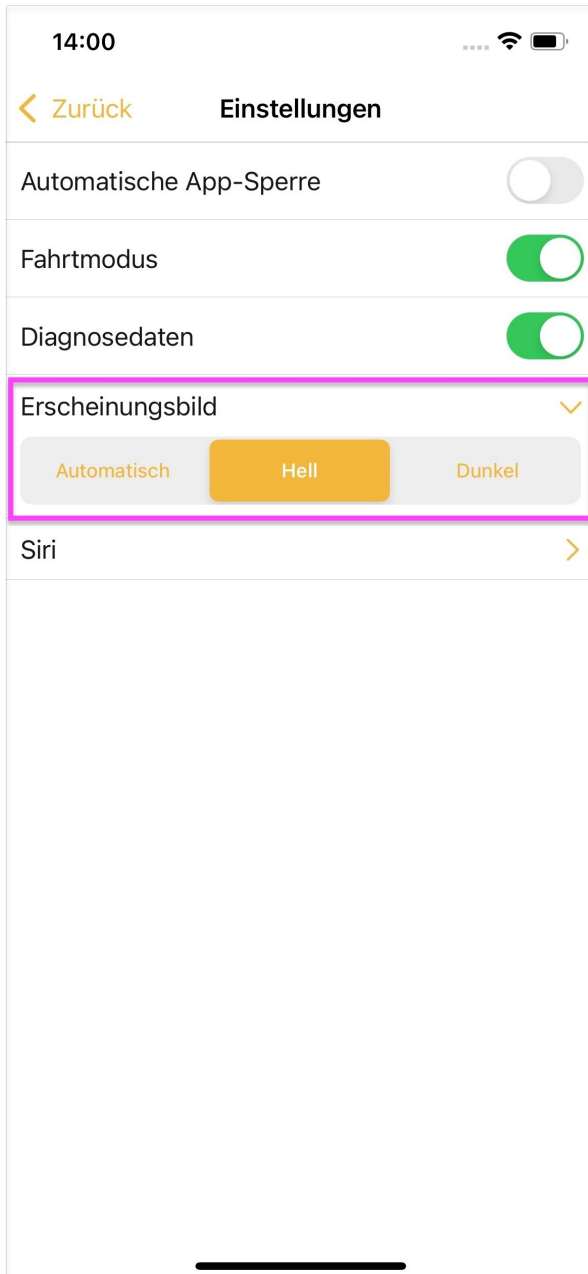 14:00
Zurück Einstellungen
Automatische App-Sperre
Fahrtmodus
Diagnosedaten
Erscheinungsbild
Automatisch Hell Dunkel
Siri